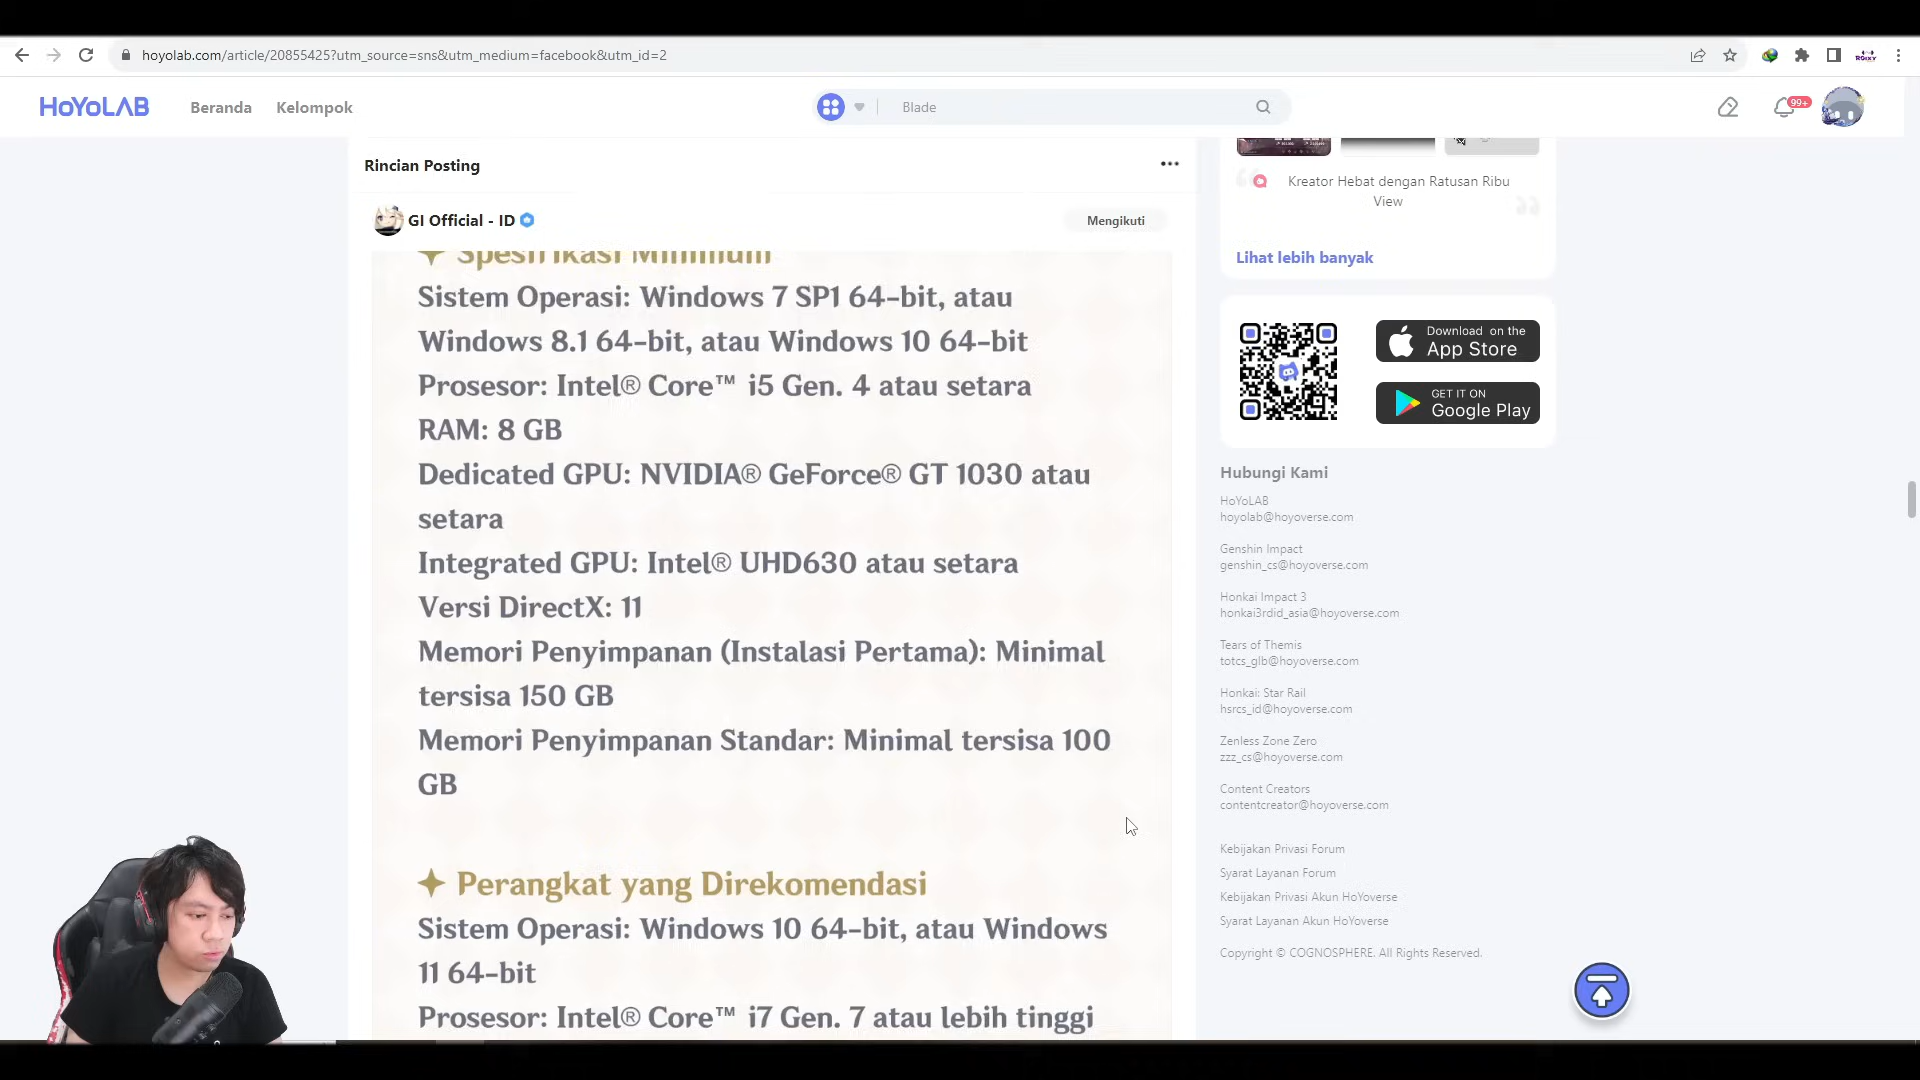 hoyolab.com/article/20855425?utm_source=sns&utm_medium=facebook&utm_id=2
HoYoLAB
Beranda
Kelompok
Blade
99+
Rincian Posting
GI Official - ID
Mengikuti
Spesifikasi Minimum
Sistem Operasi: Windows 7 SP1 64-bit, atau
Windows 8.1 64-bit, atau Windows 10 64-bit
Prosesor: Intel® Core™ i5 Gen. 4 atau setara
RAM: 8 GB
Dedicated GPU: NVIDIA® GeForce® GT 1030 atau
setara
Integrated GPU: Intel® UHD630 atau setara
Versi DirectX: 11
Memori Penyimpanan (Instalasi Pertama): Minimal
tersisa 150 GB
Memori Penyimpanan Standar: Minimal tersisa 100
GB
Perangkat yang Direkomendasi
Sistem Operasi: Windows 10 64-bit, atau Windows
11 64-bit
Prosesor: Intel® Core™ i7 Gen. 7 atau lebih tinggi
Kreator Hebat dengan Ratusan Ribu
View
Lihat lebih banyak
Download on the
App Store
GET IT ON
Google Play
Hubungi Kami
HoYoLAB
hoyolab@hoyoverse.com
Genshin Impact
genshin_cs@hoyoverse.com
Honkai Impact 3
honkai3rdid_asia@hoyoverse.com
Tears of Themis
totcs_glb@hoyoverse.com
Honkai: Star Rail
hsrcs_id@hoyoverse.com
Zenless Zone Zero
zzz_cs@hoyoverse.com
Content Creators
contentcreator@hoyoverse.com
Kebijakan Privasi Forum
Syarat Layanan Forum
Kebijakan Privasi Akun HoYoverse
Syarat Layanan Akun HoYoverse
Copyright © COGNOSPHERE. All Rights Reserved.